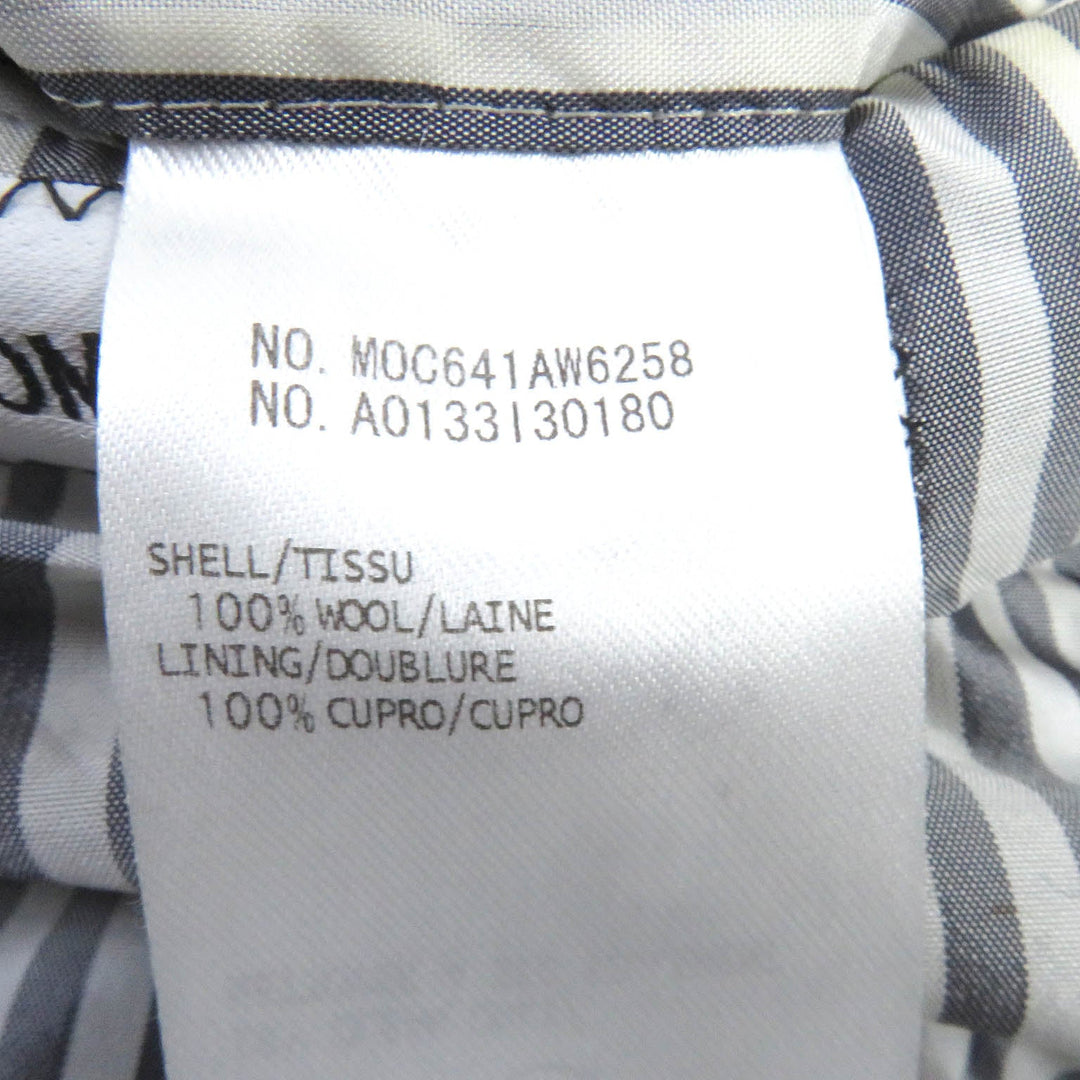 NO. MOC641AW6258
NO. A0133I30180
SHELL/TISSU
100% WOOL/LAINE
LINING/DOUBLURE
100% CUPRO/CUPRO